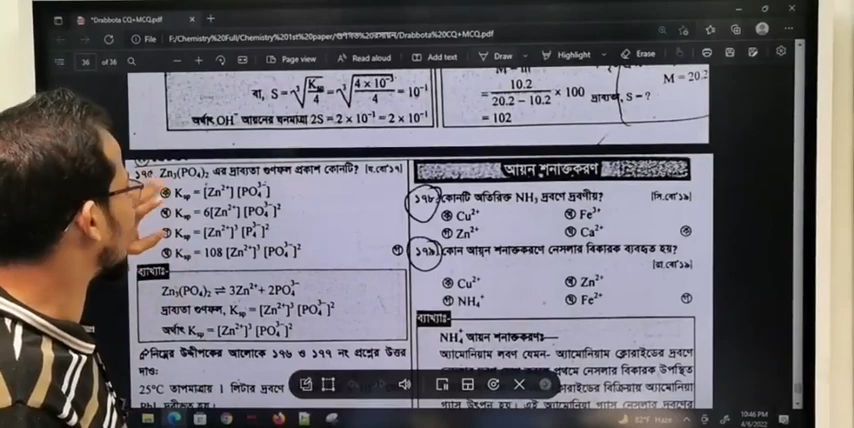 *Drabbota CQ+MCQ.pdf
File F:/Chemistry%20Full/Chemistry%201st%20paper/গুণগত%20রসায়ন/Drabbota%20CQ+MCQ.pdf
36 of 36 Page view Read aloud Add text Draw Highlight Erase
বা, S = ∛(Ksp/4) = ∛(4 × 10⁻³/4) = 10⁻¹
অর্থাৎ OH⁻ আয়নের ঘনমাত্রা 2S = 2 × 10⁻¹ = 2 × 10⁻¹
= 10.2/(20.2 − 10.2) × 100
= 102
M = 20.2
দ্রাব্যতা, S = ?
১৭৫ Zn₃(PO₄)₂ এর দ্রাব্যতা গুণফল প্রকাশ কোনটি? [ব.বো'১৭]
ⓚ Ksp = [Zn²⁺] [PO₄³⁻]
ⓚ Ksp = 6[Zn²⁺] [PO₄³⁻]²
Ksp = [Zn²⁺]³ [P₄³⁻]²
Ksp = 108 [Zn²⁺]³ [PO₄³⁻]²
ব্যাখ্যাঃ
Zn₃(PO₄)₂ ⇌ 3Zn²⁺ + 2PO₄³⁻
দ্রাব্যতা গুণফল, Ksp = [Zn²⁺]³ [PO₄³⁻]²
অর্থাৎ Ksp = [Zn²⁺]³ [PO₄³⁻]²
নিম্নের উদ্দীপকের আলোকে ১৭৬ ও ১৭৭ নং প্রশ্নের উত্তর
দাওঃ
25°C তাপমাত্রায় 1 লিটার দ্রবণে
আয়ন শনাক্তকরণ
১৭৮. কোনটি অতিরিক্ত NH₃ দ্রবণে দ্রবণীয়? [সি.বো'১৯]
ⓚ Cu²⁺ Fe³⁺
Zn²⁺ Ca²⁺
১৭৯. কোন আয়ন শনাক্তকরণে নেসলার বিকারক ব্যবহৃত হয়?
[রা.বো'১৯]
Cu²⁺ Zn²⁺
NH₄⁺ Fe²⁺
ব্যাখ্যাঃ
NH₄⁺ আয়ন শনাক্তকরণঃ—
অ্যামোনিয়াম লবণ যেমন- অ্যামোনিয়াম ক্লোরাইডের দ্রবণে
প্রথমে নেসলার বিকারক উপস্থিত
বিক্রিয়ায় অ্যামোনিয়া
82°F Haze
10:46 PM
4/6/2022